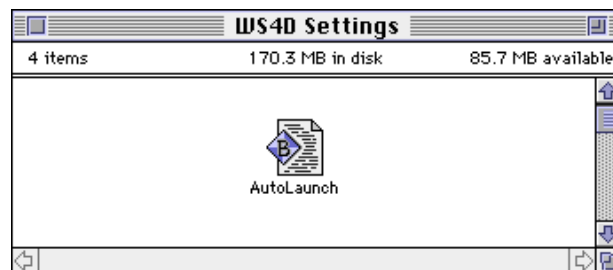 WS4D Settings
4 items 170.3 MB in disk 85.7 MB available
B
AutoLaunch